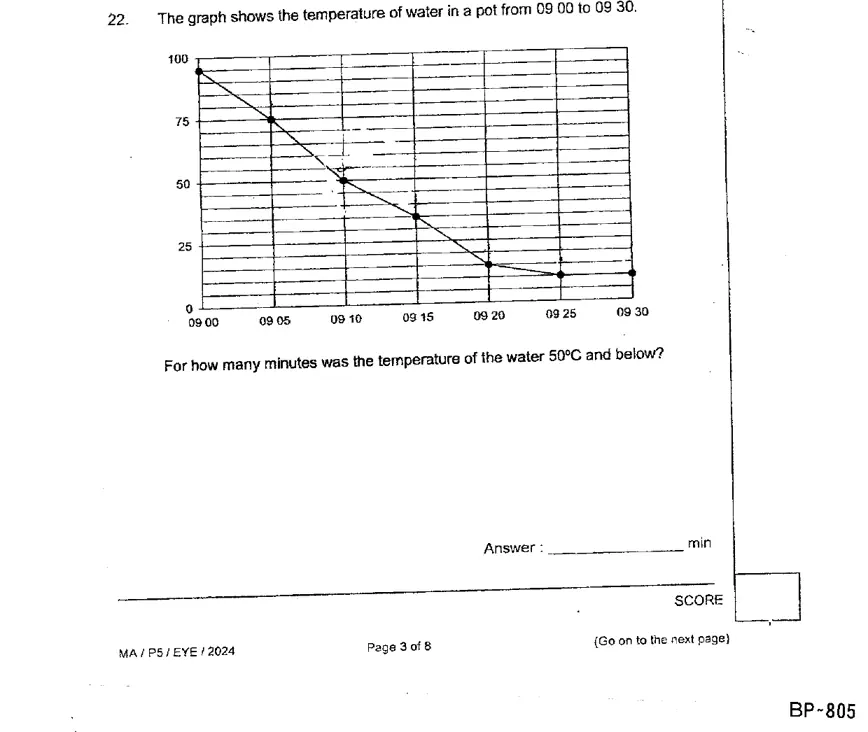 22. The graph shows the temperature of water in a pot from 09 00 to 09 30.
100
75
50
25
0
09 00 09 05 09 10 09 15 09 20 09 25 09 30
For how many minutes was the temperature of the water 50°C and below?
Answer : ________________ min
SCORE
MA / P5 / EYE / 2024 Page 3 of 8 (Go on to the next page)
BP~805